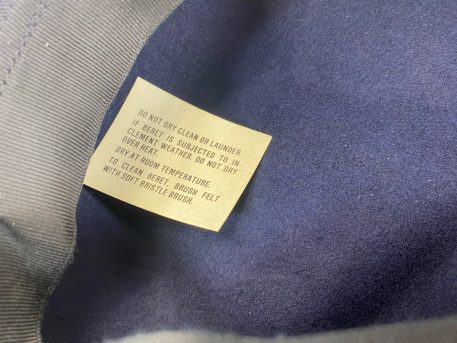 DO NOT DRY CLEAN OR LAUNDER.
IF BERET IS SUBJECTED TO IN-
CLEMENT WEATHER. DO NOT DRY
OVER HEAT.
DRY AT ROOM TEMPERATURE.
TO CLEAN BERET, BRUSH FELT
WITH SOFT BRISTLE BRUSH.